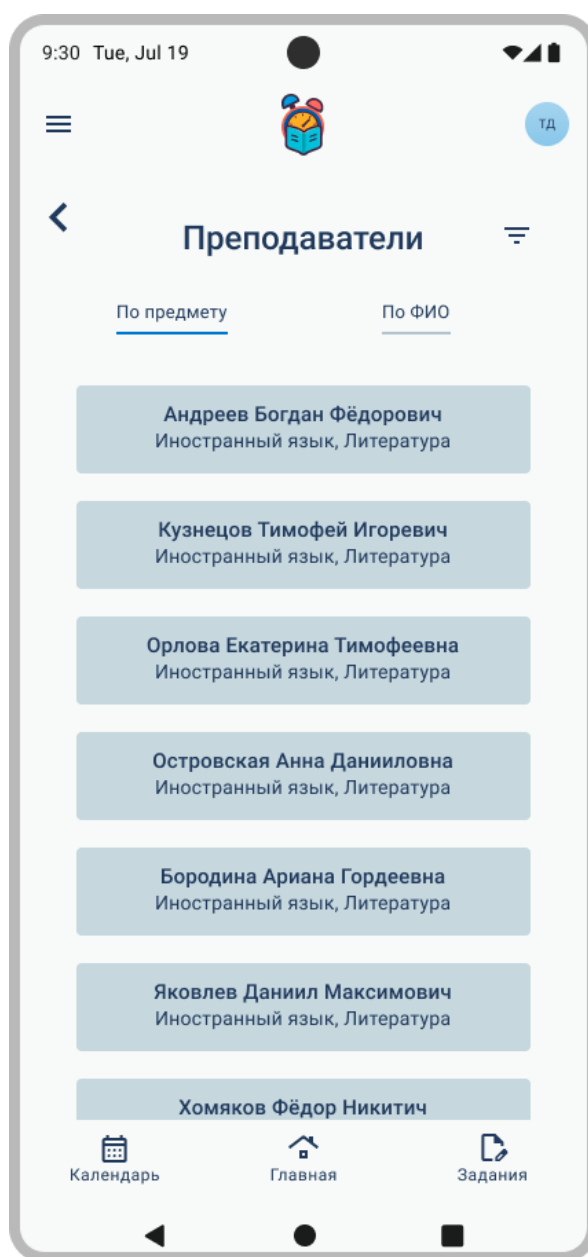 9:30 Tue, Jul 19
ТД
Преподаватели
По предмету
По ФИО
Андреев Богдан Фёдорович
Иностранный язык, Литература
Кузнецов Тимофей Игоревич
Иностранный язык, Литература
Орлова Екатерина Тимофеевна
Иностранный язык, Литература
Островская Анна Данииловна
Иностранный язык, Литература
Бородина Ариана Гордеевна
Иностранный язык, Литература
Яковлев Даниил Максимович
Иностранный язык, Литература
Хомяков Фёдор Никитич
Календарь
Главная
Задания